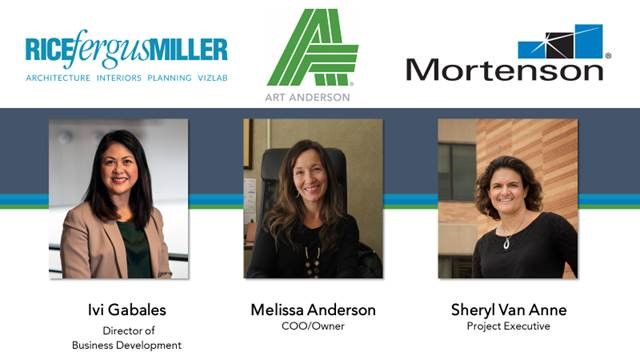 RICEfergusMILLER
ARCHITECTURE INTERIORS PLANNING VIZLAB
ART ANDERSON®
Mortenson®
Ivi Gabales
Director of
Business Development
Melissa Anderson
COO/Owner
Sheryl Van Anne
Project Executive